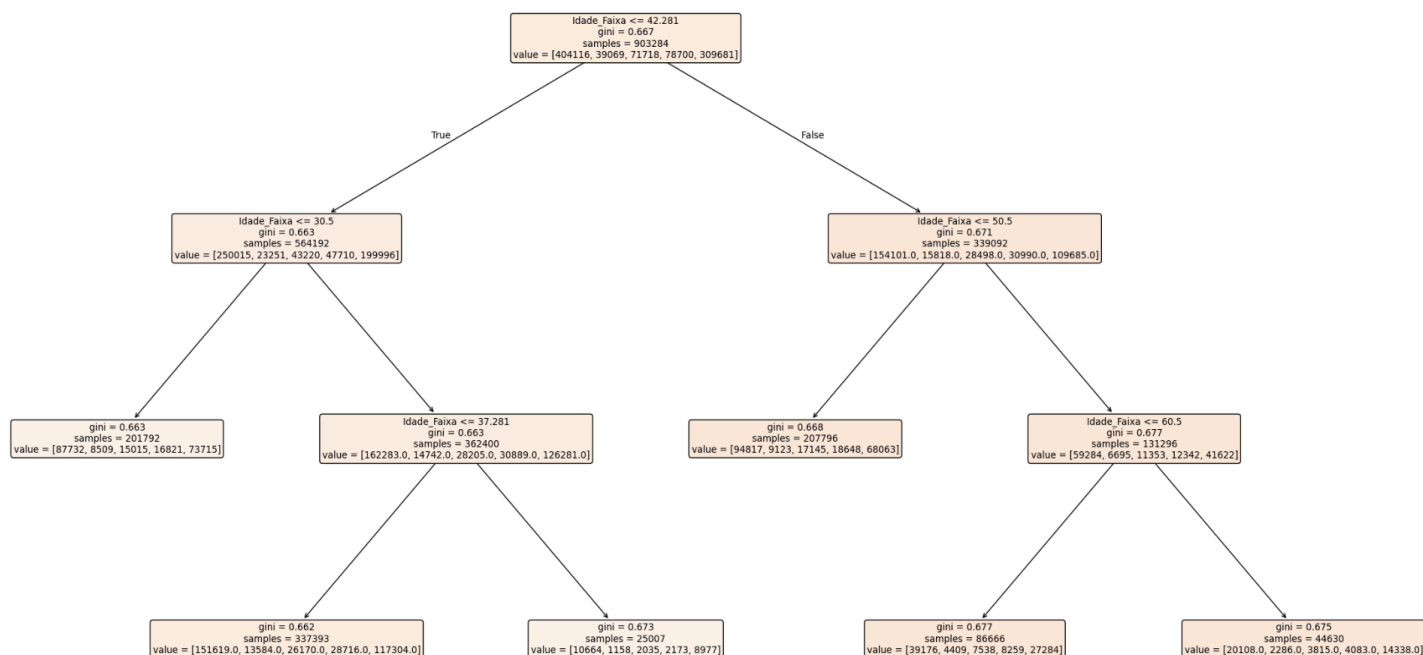 Idade_Faixa <= 42.281
gini = 0.667
samples = 903284
value = [404116, 39069, 71718, 78700, 309681]
True
False
Idade_Faixa <= 30.5
gini = 0.663
samples = 564192
value = [250015, 23251, 43220, 47710, 199996]
Idade_Faixa <= 50.5
gini = 0.671
samples = 339092
value = [154101.0, 15818.0, 28498.0, 30990.0, 109685.0]
gini = 0.663
samples = 201792
value = [87732, 8509, 15015, 16821, 73715]
Idade_Faixa <= 37.281
gini = 0.663
samples = 362400
value = [162283.0, 14742.0, 28205.0, 30889.0, 126281.0]
gini = 0.668
samples = 207796
value = [94817, 9123, 17145, 18648, 68063]
Idade_Faixa <= 60.5
gini = 0.677
samples = 131296
value = [59284, 6695, 11353, 12342, 41622]
gini = 0.662
samples = 337393
value = [151619.0, 13584.0, 26170.0, 28716.0, 117304.0]
gini = 0.673
samples = 25007
value = [10664, 1158, 2035, 2173, 8977]
gini = 0.677
samples = 86666
value = [39176, 4409, 7538, 8259, 27284]
gini = 0.675
samples = 44630
value = [20108.0, 2286.0, 3815.0, 4083.0, 14338.0]